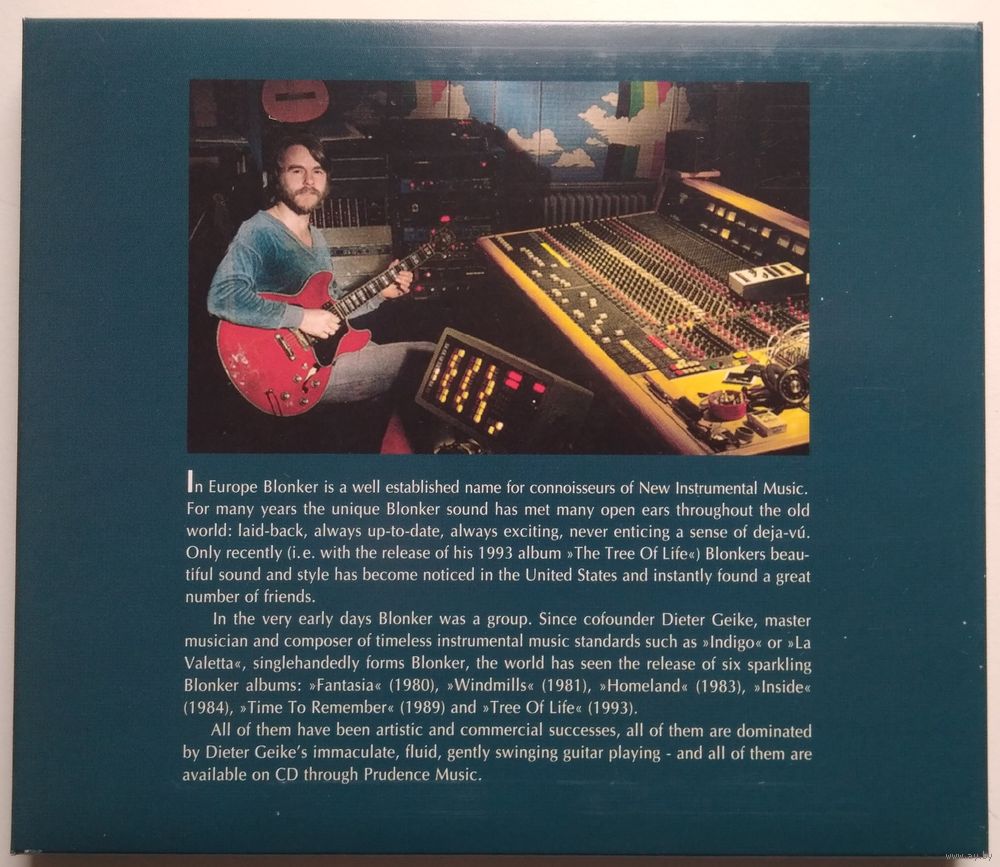 In Europe Blonker is a well established name for connoisseurs of New Instrumental Music.
For many years the unique Blonker sound has met many open ears throughout the old
world: laid-back, always up-to-date, always exciting, never enticing a sense of deja-vú.
Only recently (i.e. with the release of his 1993 album »The Tree Of Life«) Blonkers beau-
tiful sound and style has become noticed in the United States and instantly found a great
number of friends.
In the very early days Blonker was a group. Since cofounder Dieter Geike, master
musician and composer of timeless instrumental music standards such as »Indigo« or »La
Valetta«, singlehandedly forms Blonker, the world has seen the release of six sparkling
Blonker albums: »Fantasia« (1980), »Windmills« (1981), »Homeland« (1983), »Inside«
(1984), »Time To Remember« (1989) and »Tree Of Life« (1993).
All of them have been artistic and commercial successes, all of them are dominated
by Dieter Geike's immaculate, fluid, gently swinging guitar playing - and all of them are
available on CD through Prudence Music.